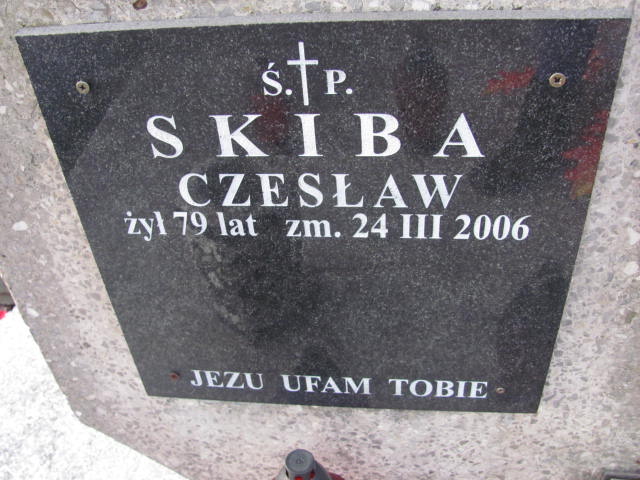 Ś. P.
SKIBA
CZESŁAW
żył 79 lat zm. 24 III 2006
JEZU UFAM TOBIE